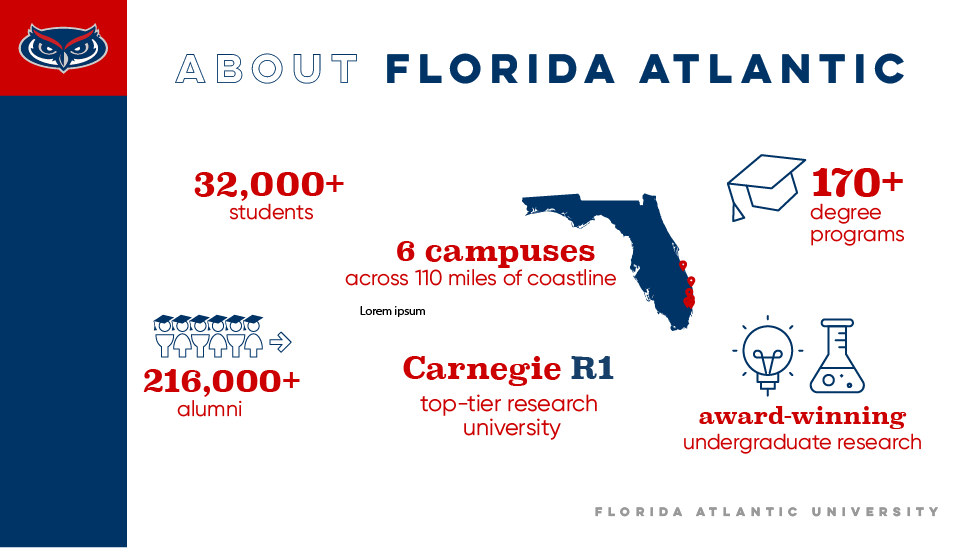 ABOUT FLORIDA ATLANTIC
32,000+
students
6 campuses
across 110 miles of coastline
Lorem ipsum
170+
degree
programs
216,000+
alumni
Carnegie R1
top-tier research
university
award-winning
undergraduate research
FLORIDA ATLANTIC UNIVERSITY